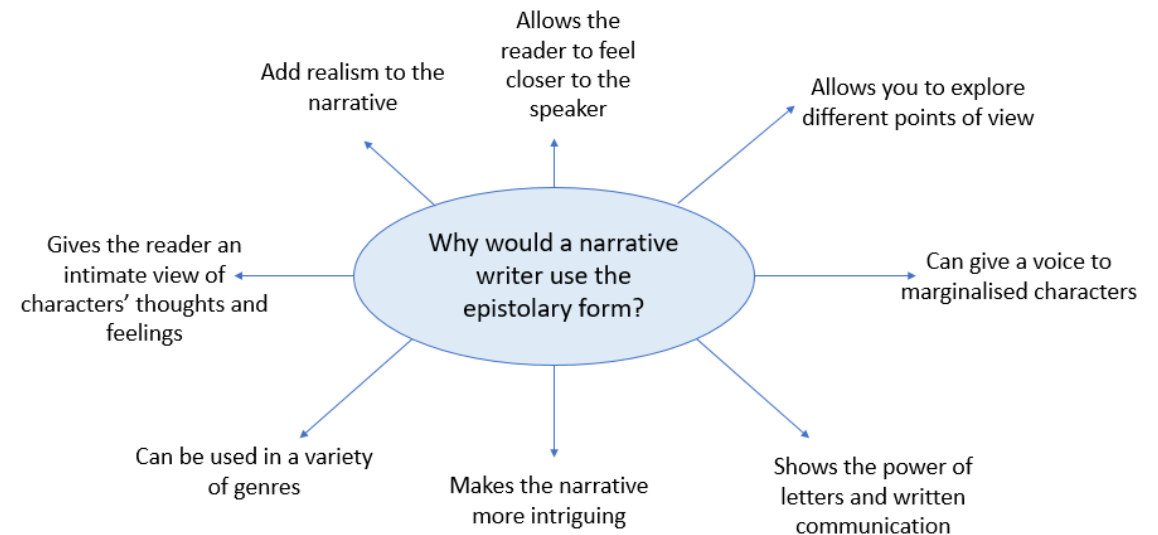 Why would a narrative
writer use the
epistolary form?
Allows the
reader to feel
closer to the
speaker
Allows you to explore
different points of view
Can give a voice to
marginalised characters
Shows the power of
letters and written
communication
Makes the narrative
more intriguing
Can be used in a variety
of genres
Gives the reader an
intimate view of
characters’ thoughts and
feelings
Add realism to the
narrative